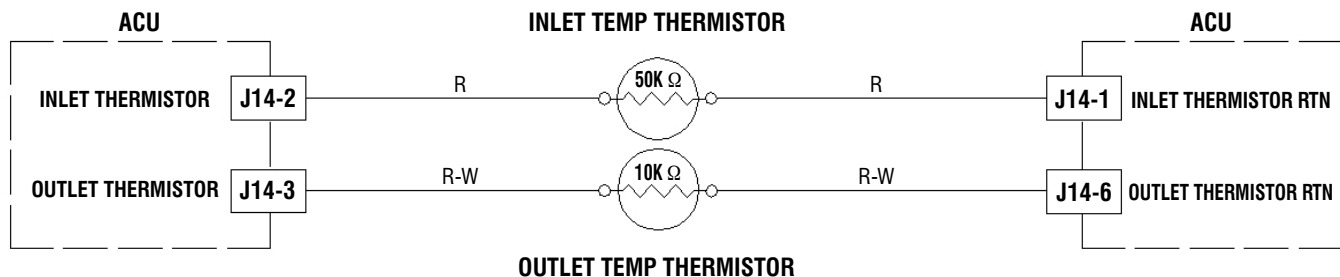 ACU INLET TEMP THERMISTOR ACU
50K Ω
INLET THERMISTOR J14-2 R R J14-1 INLET THERMISTOR RTN
10K Ω
OUTLET THERMISTOR J14-3 R-W R-W J14-6 OUTLET THERMISTOR RTN
OUTLET TEMP THERMISTOR